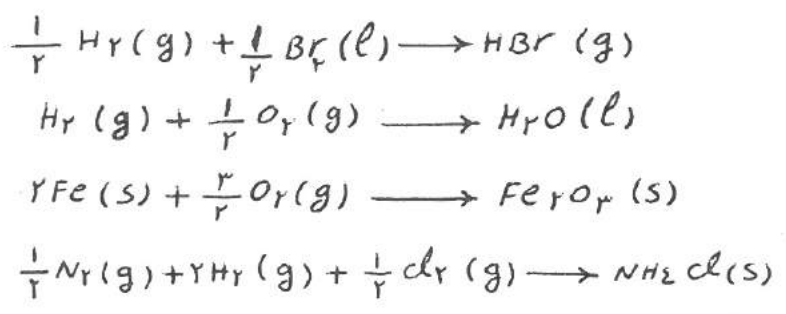 ۱/۲ H۲(g) + ۱/۲ Br۲(l) ⟶ HBr (g)
H۲ (g) + ۱/۲ O۲(g) ⟶ H۲O(l)
۲Fe(s) + ۳/۲ O۲(g) ⟶ Fe۲O۳ (s)
۱/۲ N۲(g) + ۲H۲ (g) + ۱/۲ Cl۲ (g) ⟶ NH۴Cl(s)